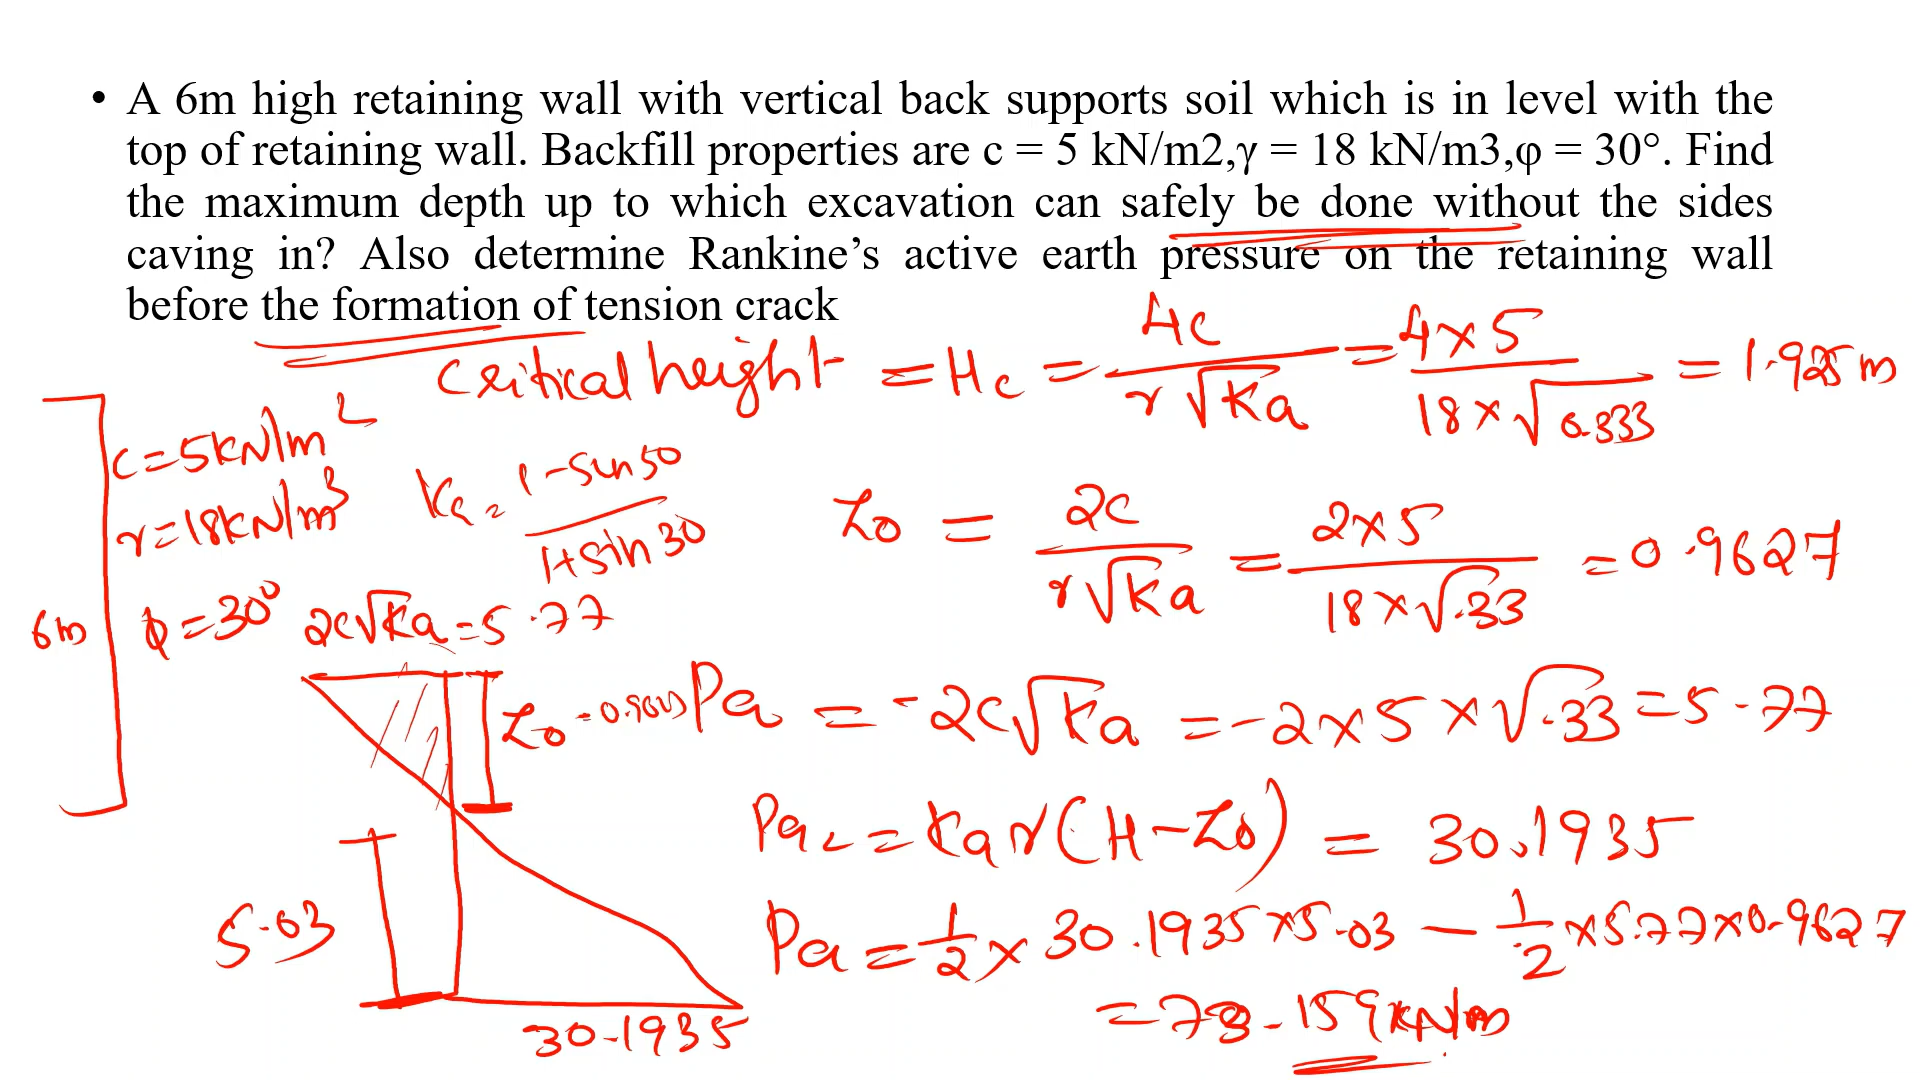 • A 6m high retaining wall with vertical back supports soil which is in level with the
top of retaining wall. Backfill properties are c = 5 kN/m2,γ = 18 kN/m3,φ = 30°. Find
the maximum depth up to which excavation can safely be done without the sides
caving in? Also determine Rankine’s active earth pressure on the retaining wall
before the formation of tension crack
Critical height = Hc = 4c / γ√Ka = 4×5 / 18×√0.333 = 1.925 m
c=5kN/m²
γ=18kN/m³
φ=30°
6m
Ka = 1-sin30 / 1+sin30
Zo = 2c / γ√Ka = 2×5 / 18×√.33 = 0.9627
2c√Ka = 5.77
Zo
Pa = -2c√Ka = -2×5×√.33 = 5.77
Pa2 = Kaγ(H-Zo) = 30.1935
5.03
Pa = 1/2 × 30.1935×5.03 - 1/2 ×5.77×0.9627
30.1935
= 73.159kN/m